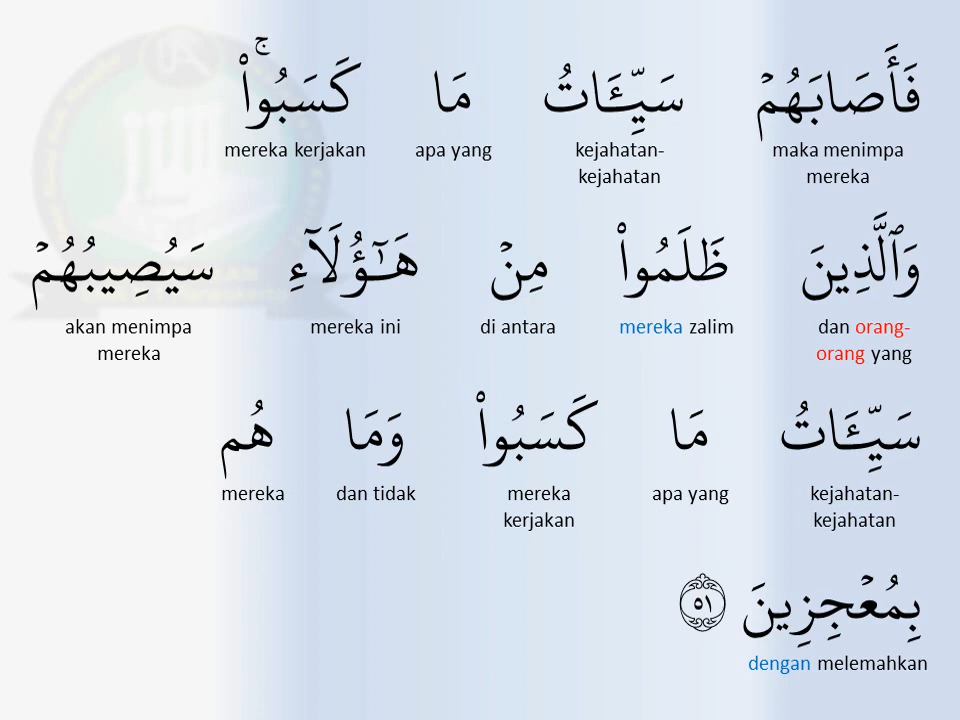 فَأَصَابَهُمۡ سَيِّـَٔاتُ مَا كَسَبُواْۚ
maka menimpa mereka kejahatan-kejahatan apa yang mereka kerjakan
وَٱلَّذِينَ ظَلَمُواْ مِنۡ هَـٰٓؤُلَآءِ سَيُصِيبُهُمۡ
dan orang-orang yang mereka zalim di antara mereka ini akan menimpa mereka
سَيِّـَٔاتُ مَا كَسَبُواْ وَمَا هُم
kejahatan-kejahatan apa yang mereka kerjakan dan tidak mereka
بِمُعۡجِزِينَ ٥١
dengan melemahkan